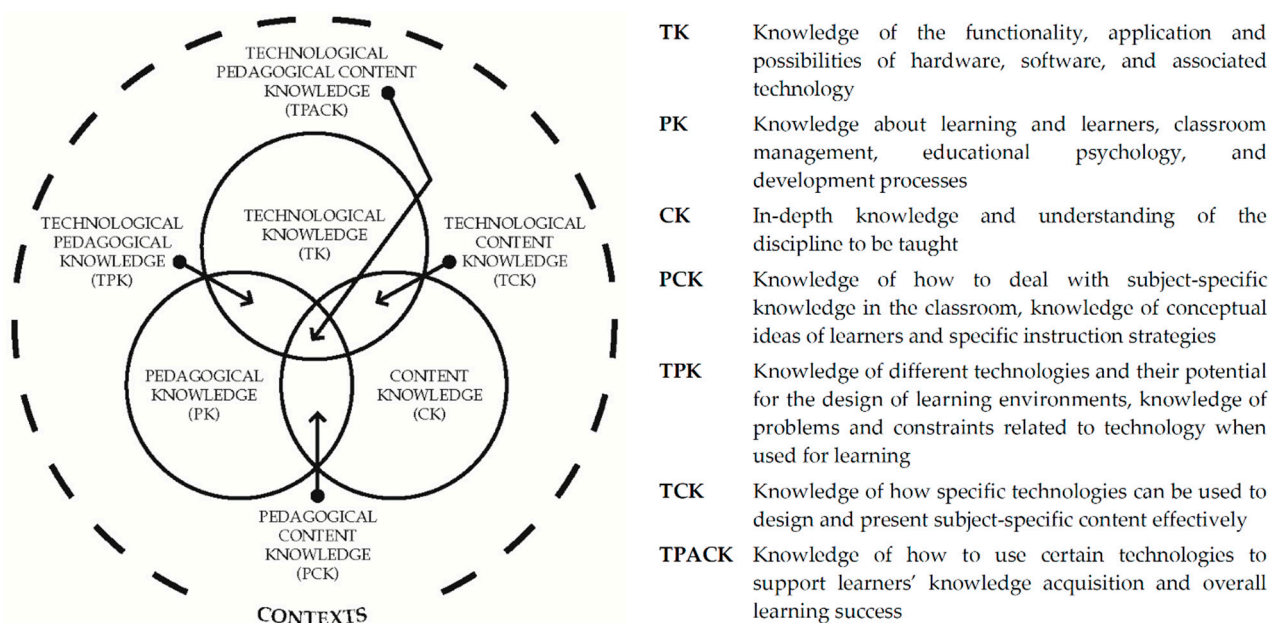 TECHNOLOGICAL
PEDAGOGICAL CONTENT
KNOWLEDGE
(TPACK)
TECHNOLOGICAL
KNOWLEDGE
(TK)
TECHNOLOGICAL
PEDAGOGICAL
KNOWLEDGE
(TPK)
TECHNOLOGICAL
CONTENT
KNOWLEDGE
(TCK)
PEDAGOGICAL
KNOWLEDGE
(PK)
CONTENT
KNOWLEDGE
(CK)
PEDAGOGICAL
CONTENT
KNOWLEDGE
(PCK)
CONTEXTS
TK Knowledge of the functionality, application and
possibilities of hardware, software, and associated
technology
PK Knowledge about learning and learners, classroom
management, educational psychology, and
development processes
CK In-depth knowledge and understanding of the
discipline to be taught
PCK Knowledge of how to deal with subject-specific
knowledge in the classroom, knowledge of conceptual
ideas of learners and specific instruction strategies
TPK Knowledge of different technologies and their potential
for the design of learning environments, knowledge of
problems and constraints related to technology when
used for learning
TCK Knowledge of how specific technologies can be used to
design and present subject-specific content effectively
TPACK Knowledge of how to use certain technologies to
support learners' knowledge acquisition and overall
learning success